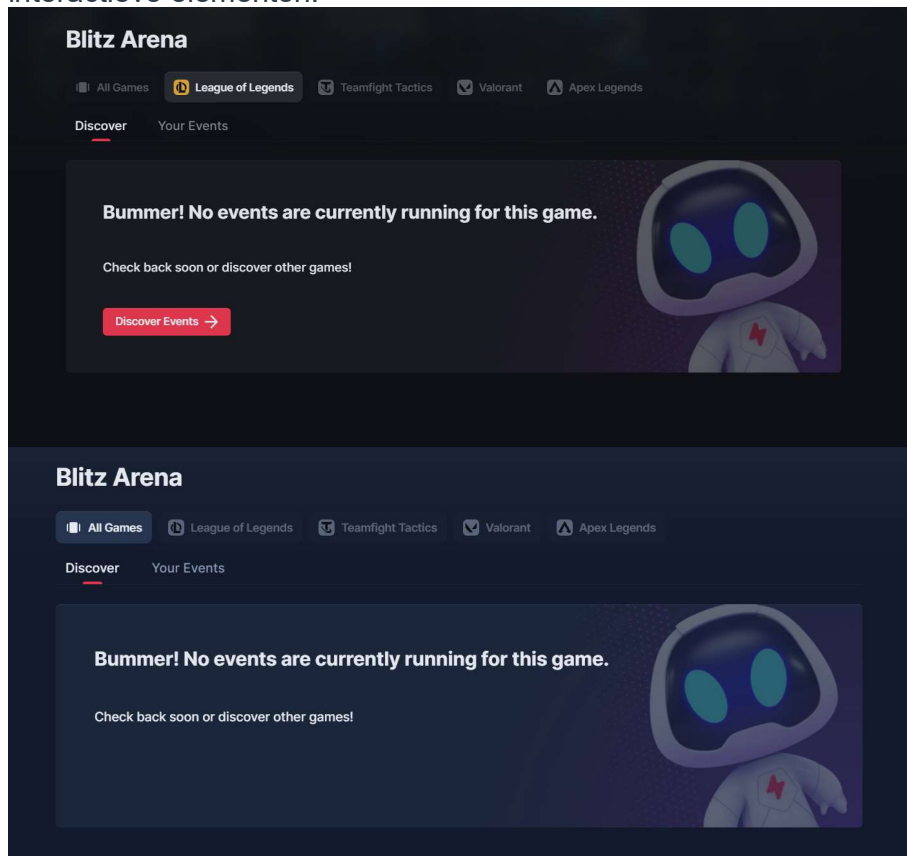 interactieve elementen.
Blitz Arena
All Games League of Legends Teamfight Tactics Valorant Apex Legends
Discover Your Events
Bummer! No events are currently running for this game.
Check back soon or discover other games!
Discover Events →
Blitz Arena
All Games League of Legends Teamfight Tactics Valorant Apex Legends
Discover Your Events
Bummer! No events are currently running for this game.
Check back soon or discover other games!